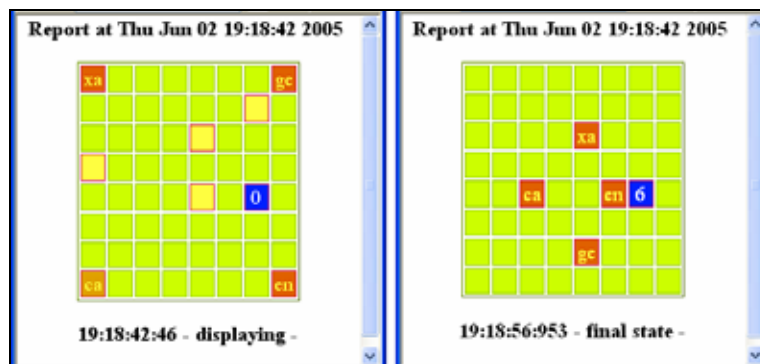 Report at Thu Jun 02 19:18:42 2005
xa gc
0
ca cn
19:18:42:46 - displaying -
Report at Thu Jun 02 19:18:42 2005
xa
ca cn 6
gc
19:18:56:953 - final state -